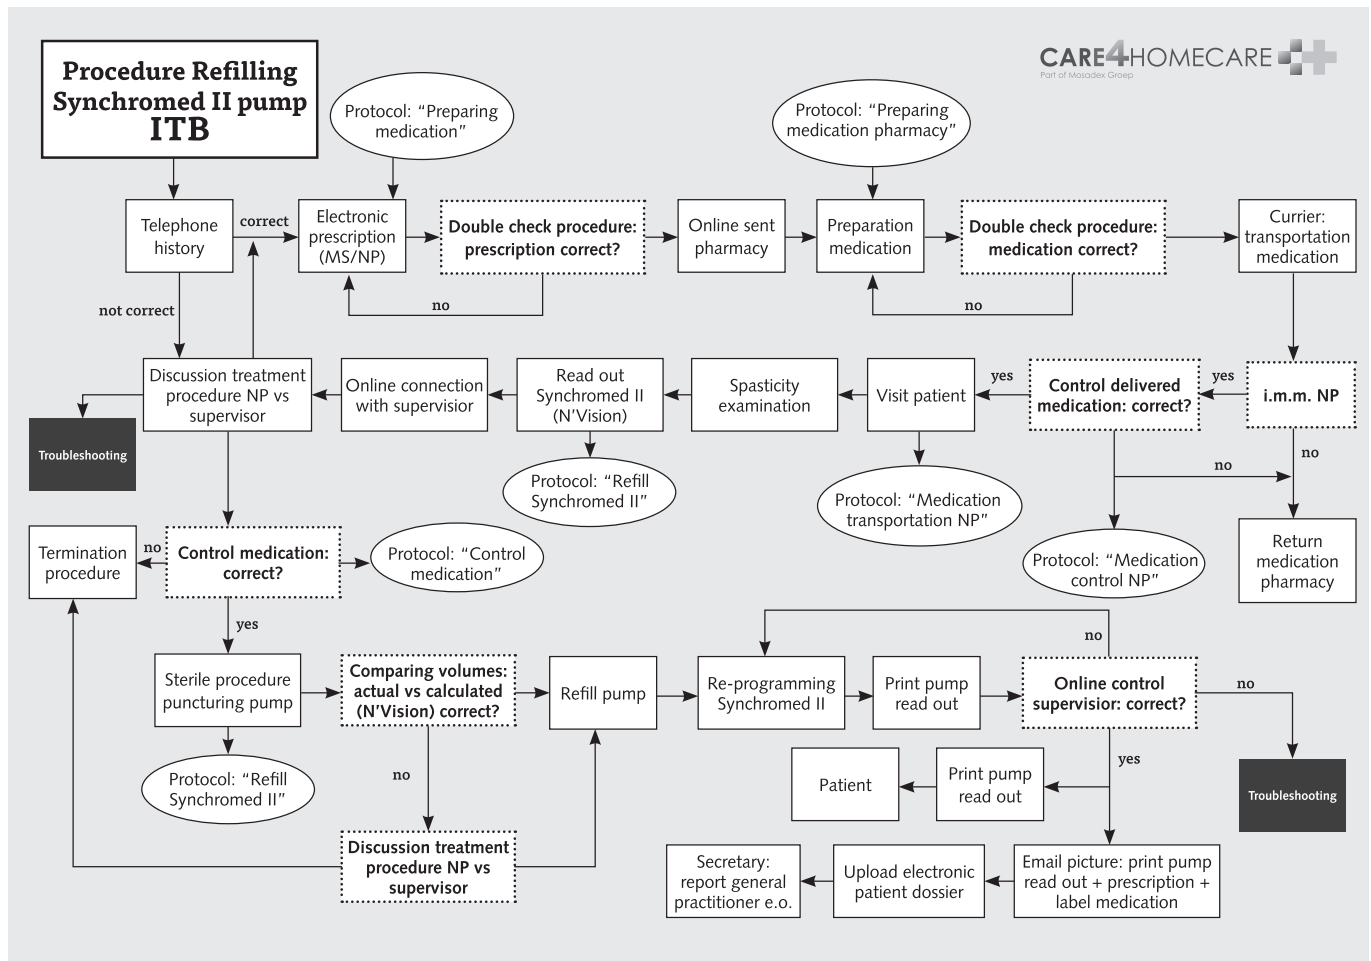 Procedure Refilling
Synchromed II pump
ITB
CARE4HOMECARE
Part of Mosadex Groep
Protocol: “Preparing
medication”
Protocol: “Preparing
medication pharmacy”
Telephone
history
correct
Electronic
prescription
(MS/NP)
Double check procedure:
prescription correct?
Online sent
pharmacy
Preparation
medication
Double check procedure:
medication correct?
Currier:
transportation
medication
not correct
no
no
Discussion treatment
procedure NP vs
supervisor
Online connection
with supervisor
Read out
Synchromed II
(N’Vision)
Spasticity
examination
Visit patient
yes
Control delivered
medication: correct?
yes
i.m.m. NP
Troubleshooting
Protocol: “Refill
Synchromed II”
Protocol: “Medication
transportation NP”
no
no
Termination
procedure
no
Control medication:
correct?
Protocol: “Control
medication”
Protocol: “Medication
control NP”
Return
medication
pharmacy
yes
no
Sterile procedure
puncturing pump
Comparing volumes:
actual vs calculated
(N’Vision) correct?
Refill pump
Re-programming
Synchromed II
Print pump
read out
Online control
supervisior: correct?
no
Protocol: “Refill
Synchromed II”
no
yes
Patient
Print pump
read out
Troubleshooting
Discussion treatment
procedure NP vs
supervisor
Secretary:
report general
practitioner e.o.
Upload electronic
patient dossier
Email picture: print pump
read out + prescription +
label medication